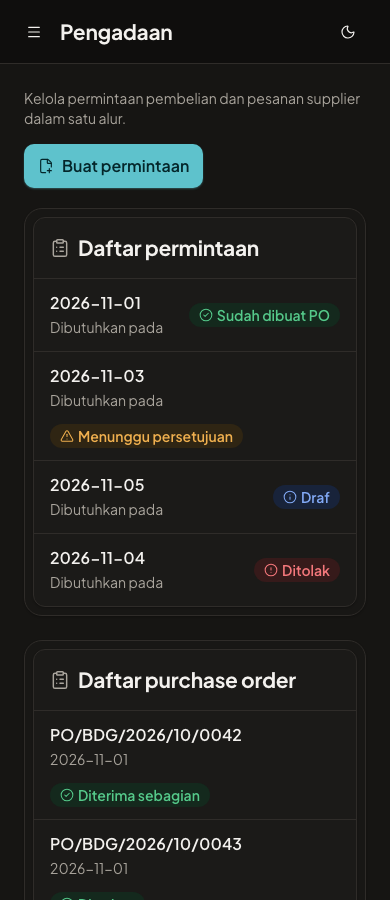 Pengadaan
Kelola permintaan pembelian dan pesanan supplier
dalam satu alur.
Buat permintaan
Daftar permintaan
2026-11-01
Dibutuhkan pada
Sudah dibuat PO
2026-11-03
Dibutuhkan pada
Menunggu persetujuan
2026-11-05
Dibutuhkan pada
Draf
2026-11-04
Dibutuhkan pada
Ditolak
Daftar purchase order
PO/BDG/2026/10/0042
2026-11-01
Diterima sebagian
PO/BDG/2026/10/0043
2026-11-01